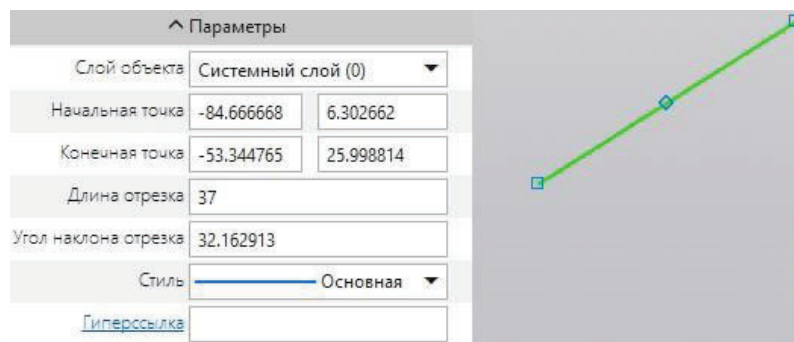 Параметры
Слой объекта Системный слой (0)
Начальная точка -84.666668 6.302662
Конечная точка -53.344765 25.998814
Длина отрезка 37
Угол наклона отрезка 32.162913
Стиль Основная
Гиперссылка